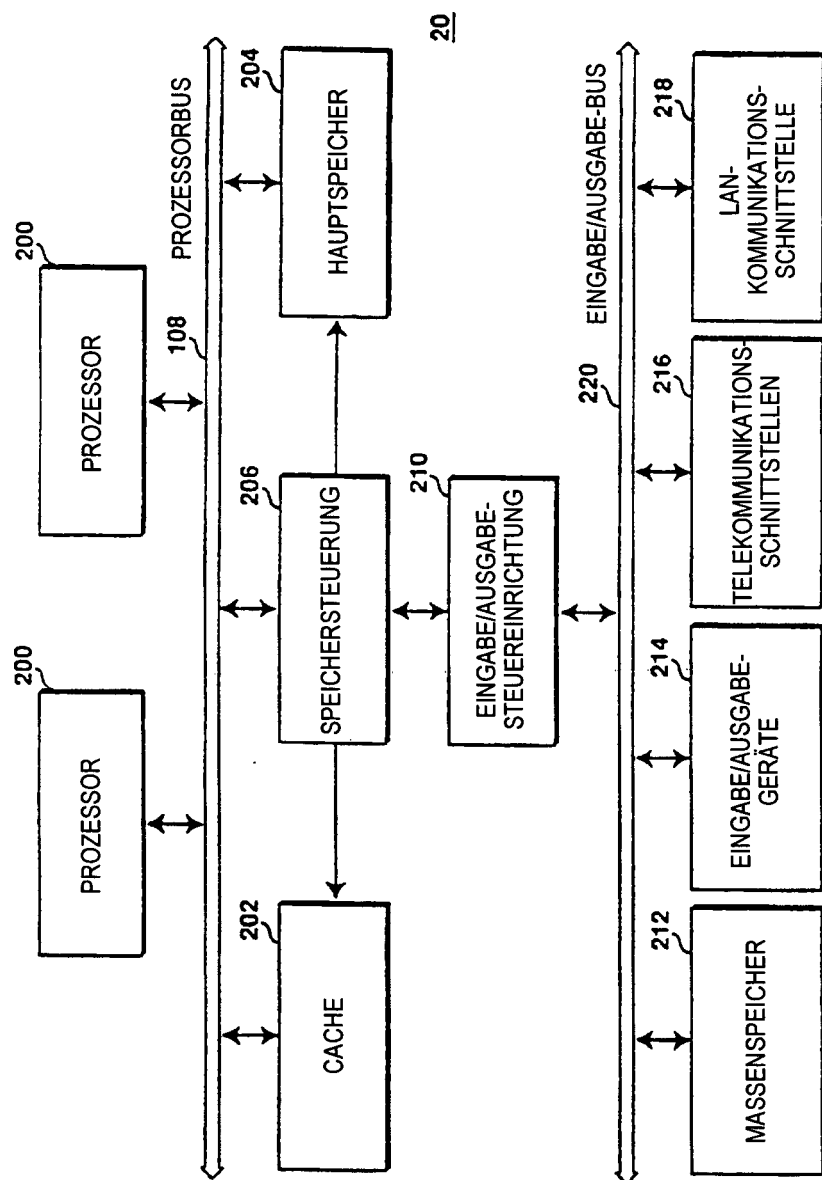 20
200
PROZESSOR
200
PROZESSOR
108
PROZESSORBUS
202
CACHE
206
SPEICHERSTEUERUNG
204
HAUPTSPEICHER
210
EINGABE/AUSGABE-
STEUEREINRICHTUNG
220
EINGABE/AUSGABE-BUS
212
MASSENSPEICHER
214
EINGABE/AUSGABE-
GERÄTE
216
TELEKOMMUNIKATIONS-
SCHNITTSTELLEN
218
LAN-
KOMMUNIKATIONS-
SCHNITTSTELLE